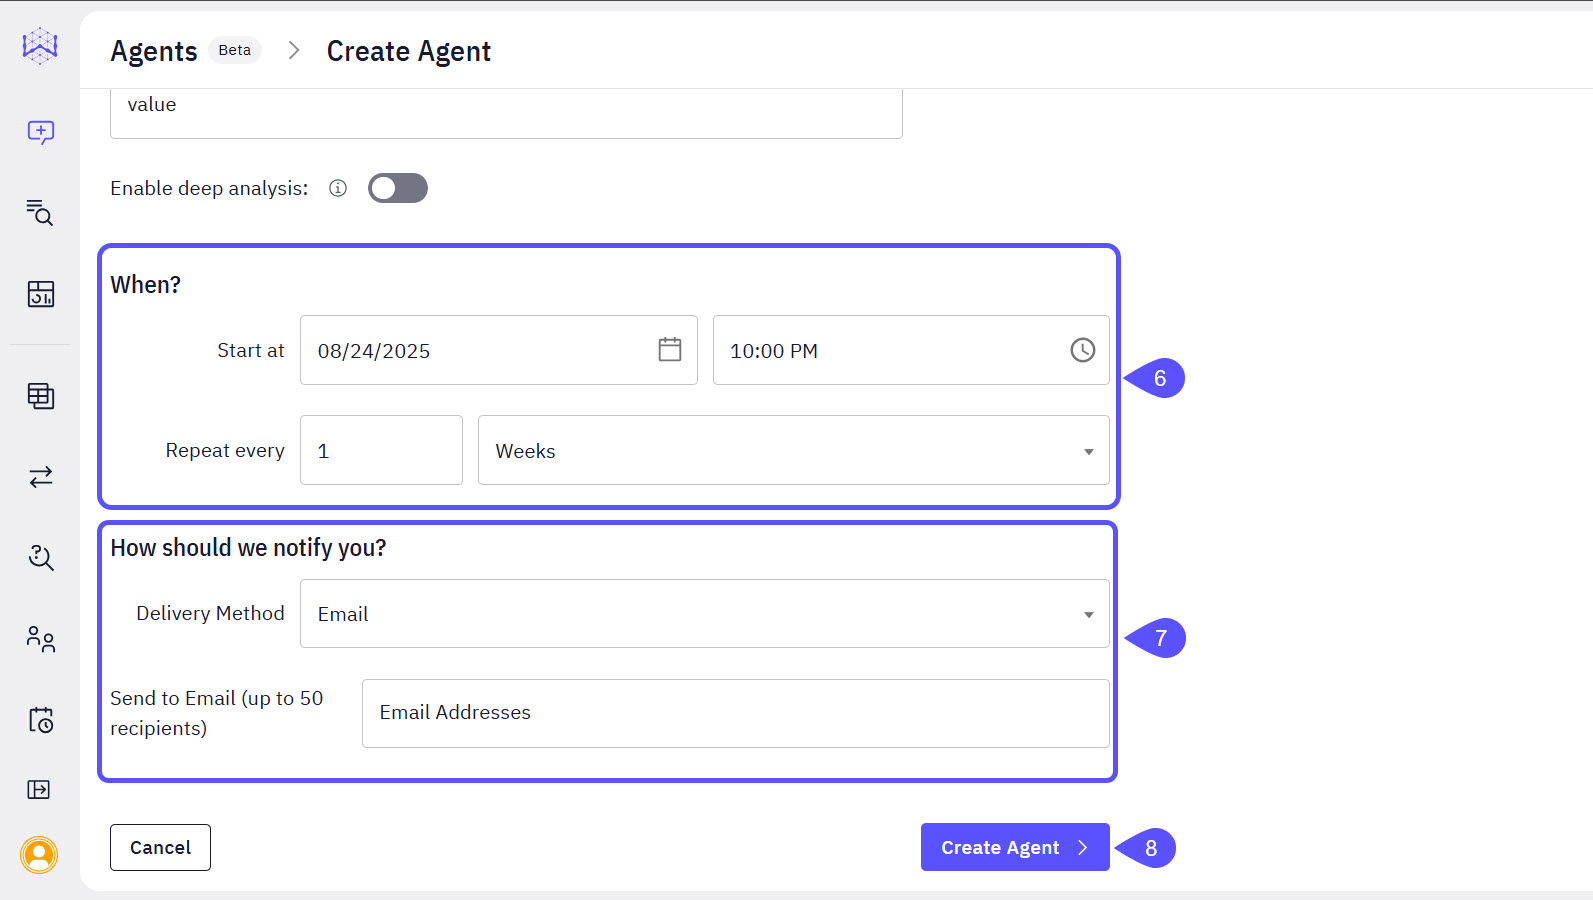 Agents Beta > Create Agent
value
Enable deep analysis:
When?
Start at 08/24/2025 10:00 PM
6
Repeat every 1 Weeks
How should we notify you?
Delivery Method Email
7
Send to Email (up to 50
recipients)
Email Addresses
Cancel Create Agent > 8